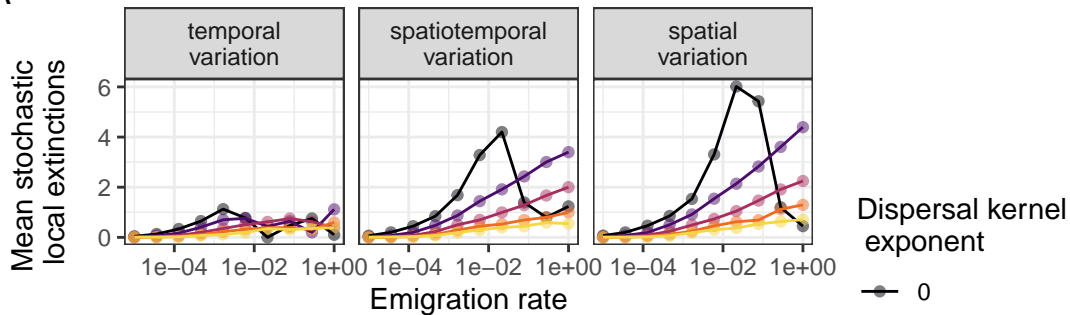 temporal
variation
spatiotemporal
variation
spatial
variation
Mean stochastic
local extinctions
6
4
2
0
1e−04 1e−02 1e+00
1e−04 1e−02 1e+00
1e−04 1e−02 1e+00
Emigration rate
Dispersal kernel
exponent
0